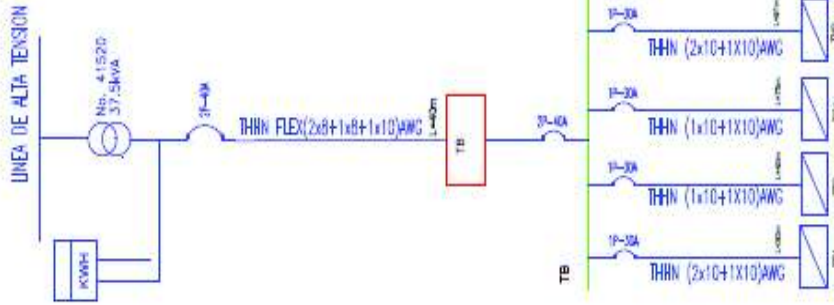 LINEA DE ALTA TENSION
No. 41520
37.5kVA
KWH
2P-40A
THHN FLEX(2x8+1x8+1x10)AWG
L=40m
TB
2P-40A
TB
1P-30A
THHN (2x10+1X10)AWG
1P-30A
THHN (1x10+1X10)AWG
1P-30A
THHN (1x10+1X10)AWG
1P-30A
THHN (2x10+1X10)AWG